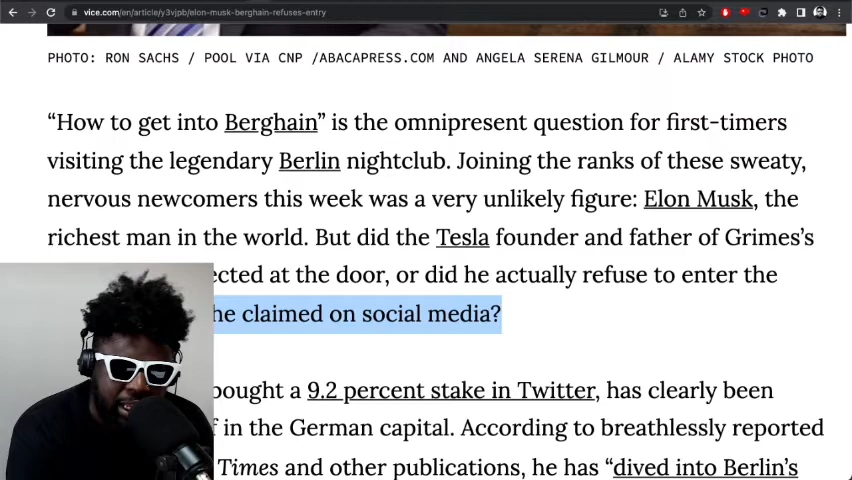 vice.com/en/article/y3vjpb/elon-musk-berghain-refuses-entry
PHOTO: RON SACHS / POOL VIA CNP /ABACAPRESS.COM AND ANGELA SERENA GILMOUR / ALAMY STOCK PHOTO
“How to get into Berghain” is the omnipresent question for first-timers
visiting the legendary Berlin nightclub. Joining the ranks of these sweaty,
nervous newcomers this week was a very unlikely figure: Elon Musk, the
richest man in the world. But did the Tesla founder and father of Grimes’s
ected at the door, or did he actually refuse to enter the
he claimed on social media?
bought a 9.2 percent stake in Twitter, has clearly been
f in the German capital. According to breathlessly reported
Times and other publications, he has “dived into Berlin’s